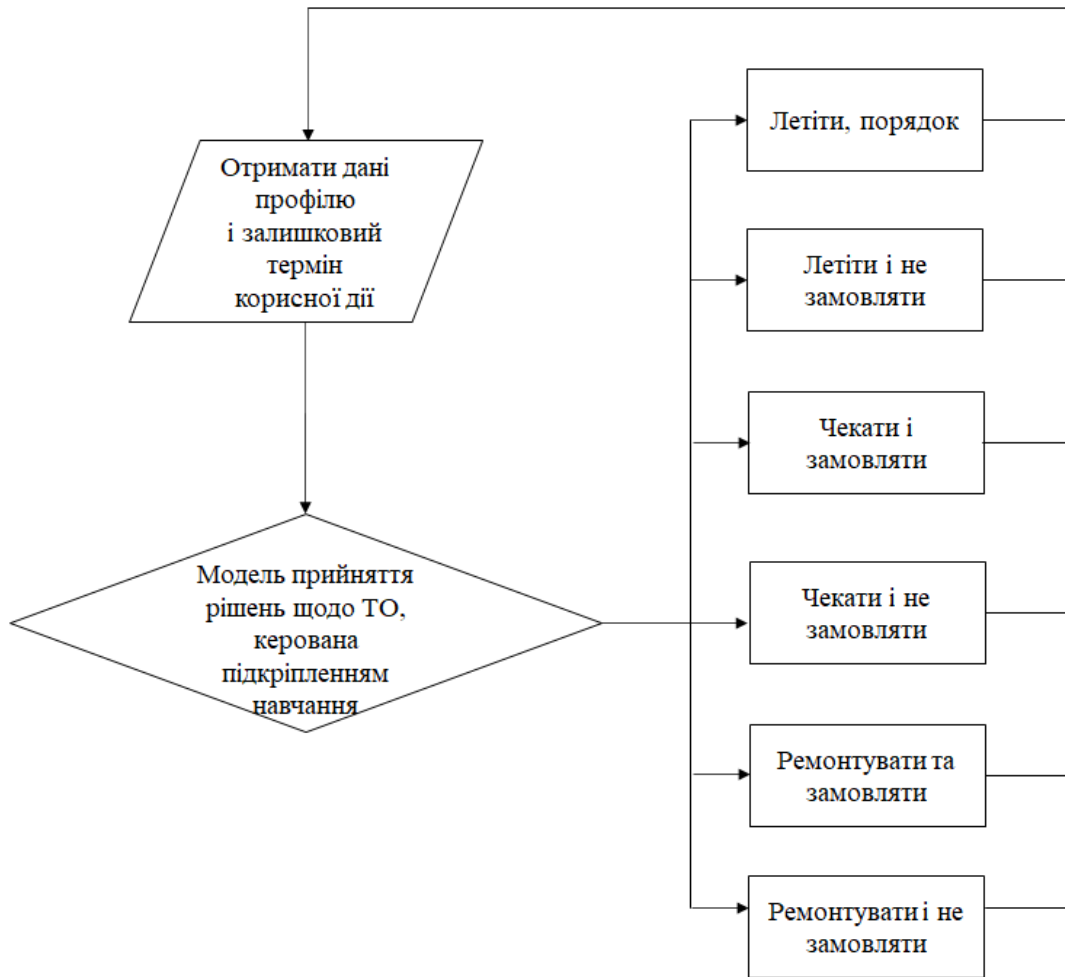 Отримати дані
профілю
і залишковий
термін
корисної дії
Модель прийняття
рішень щодо ТО,
керована
підкріпленням
навчання
Летіти, порядок
Летіти і не
замовляти
Чекати і
замовляти
Чекати і не
замовляти
Ремонтувати та
замовляти
Ремонтувати і не
замовляти